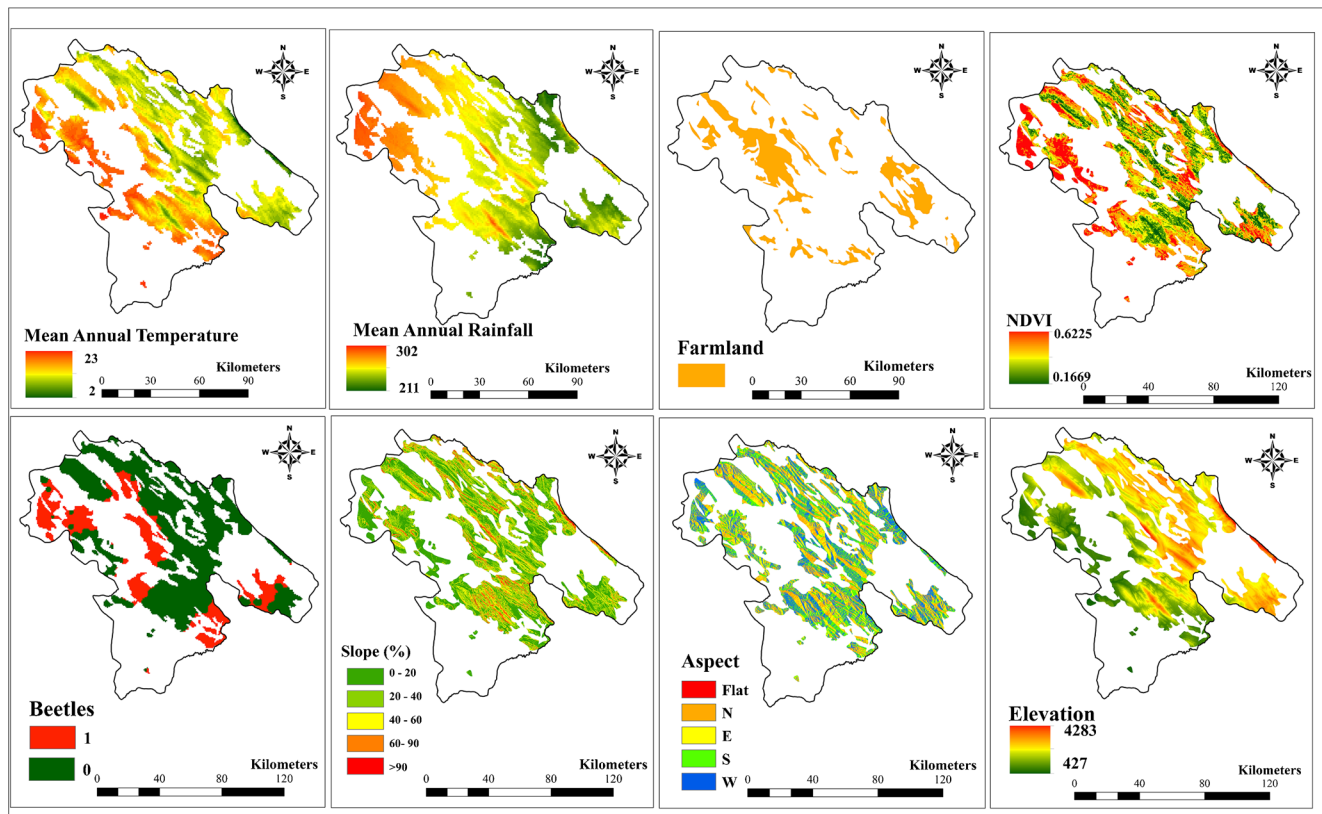 N
W E
S
Mean Annual Temperature
23
2
Kilometers
0 30 60 90
N
W E
S
Mean Annual Rainfall
302
211
Kilometers
0 30 60 90
N
W E
S
Farmland
Kilometers
0 30 60 90
N
W E
S
NDVI
0.6225
0.1669
Kilometers
0 40 80 120
N
W E
S
Beetles
1
0
Kilometers
0 40 80 120
N
W E
S
Slope (%)
0 - 20
20 - 40
40 - 60
60- 90
>90
Kilometers
0 40 80 120
N
W E
S
Aspect
Flat
N
E
S
W
Kilometers
0 40 80 120
N
W E
S
Elevation
4283
427
Kilometers
0 40 80 120